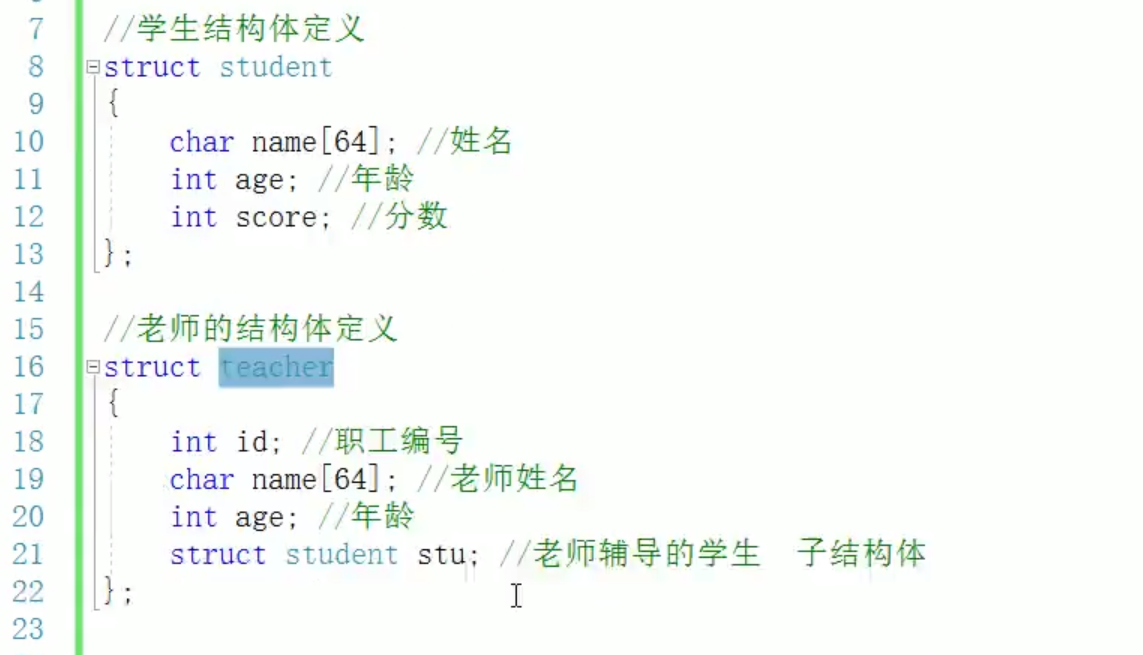 7 //学生结构体定义
8 struct student
9 {
10 char name[64]; //姓名
11 int age; //年龄
12 int score; //分数
13 };
14
15 //老师的结构体定义
16 struct teacher
17 {
18 int id; //职工编号
19 char name[64]; //老师姓名
20 int age; //年龄
21 struct student stu; //老师辅导的学生 子结构体
22 };
23